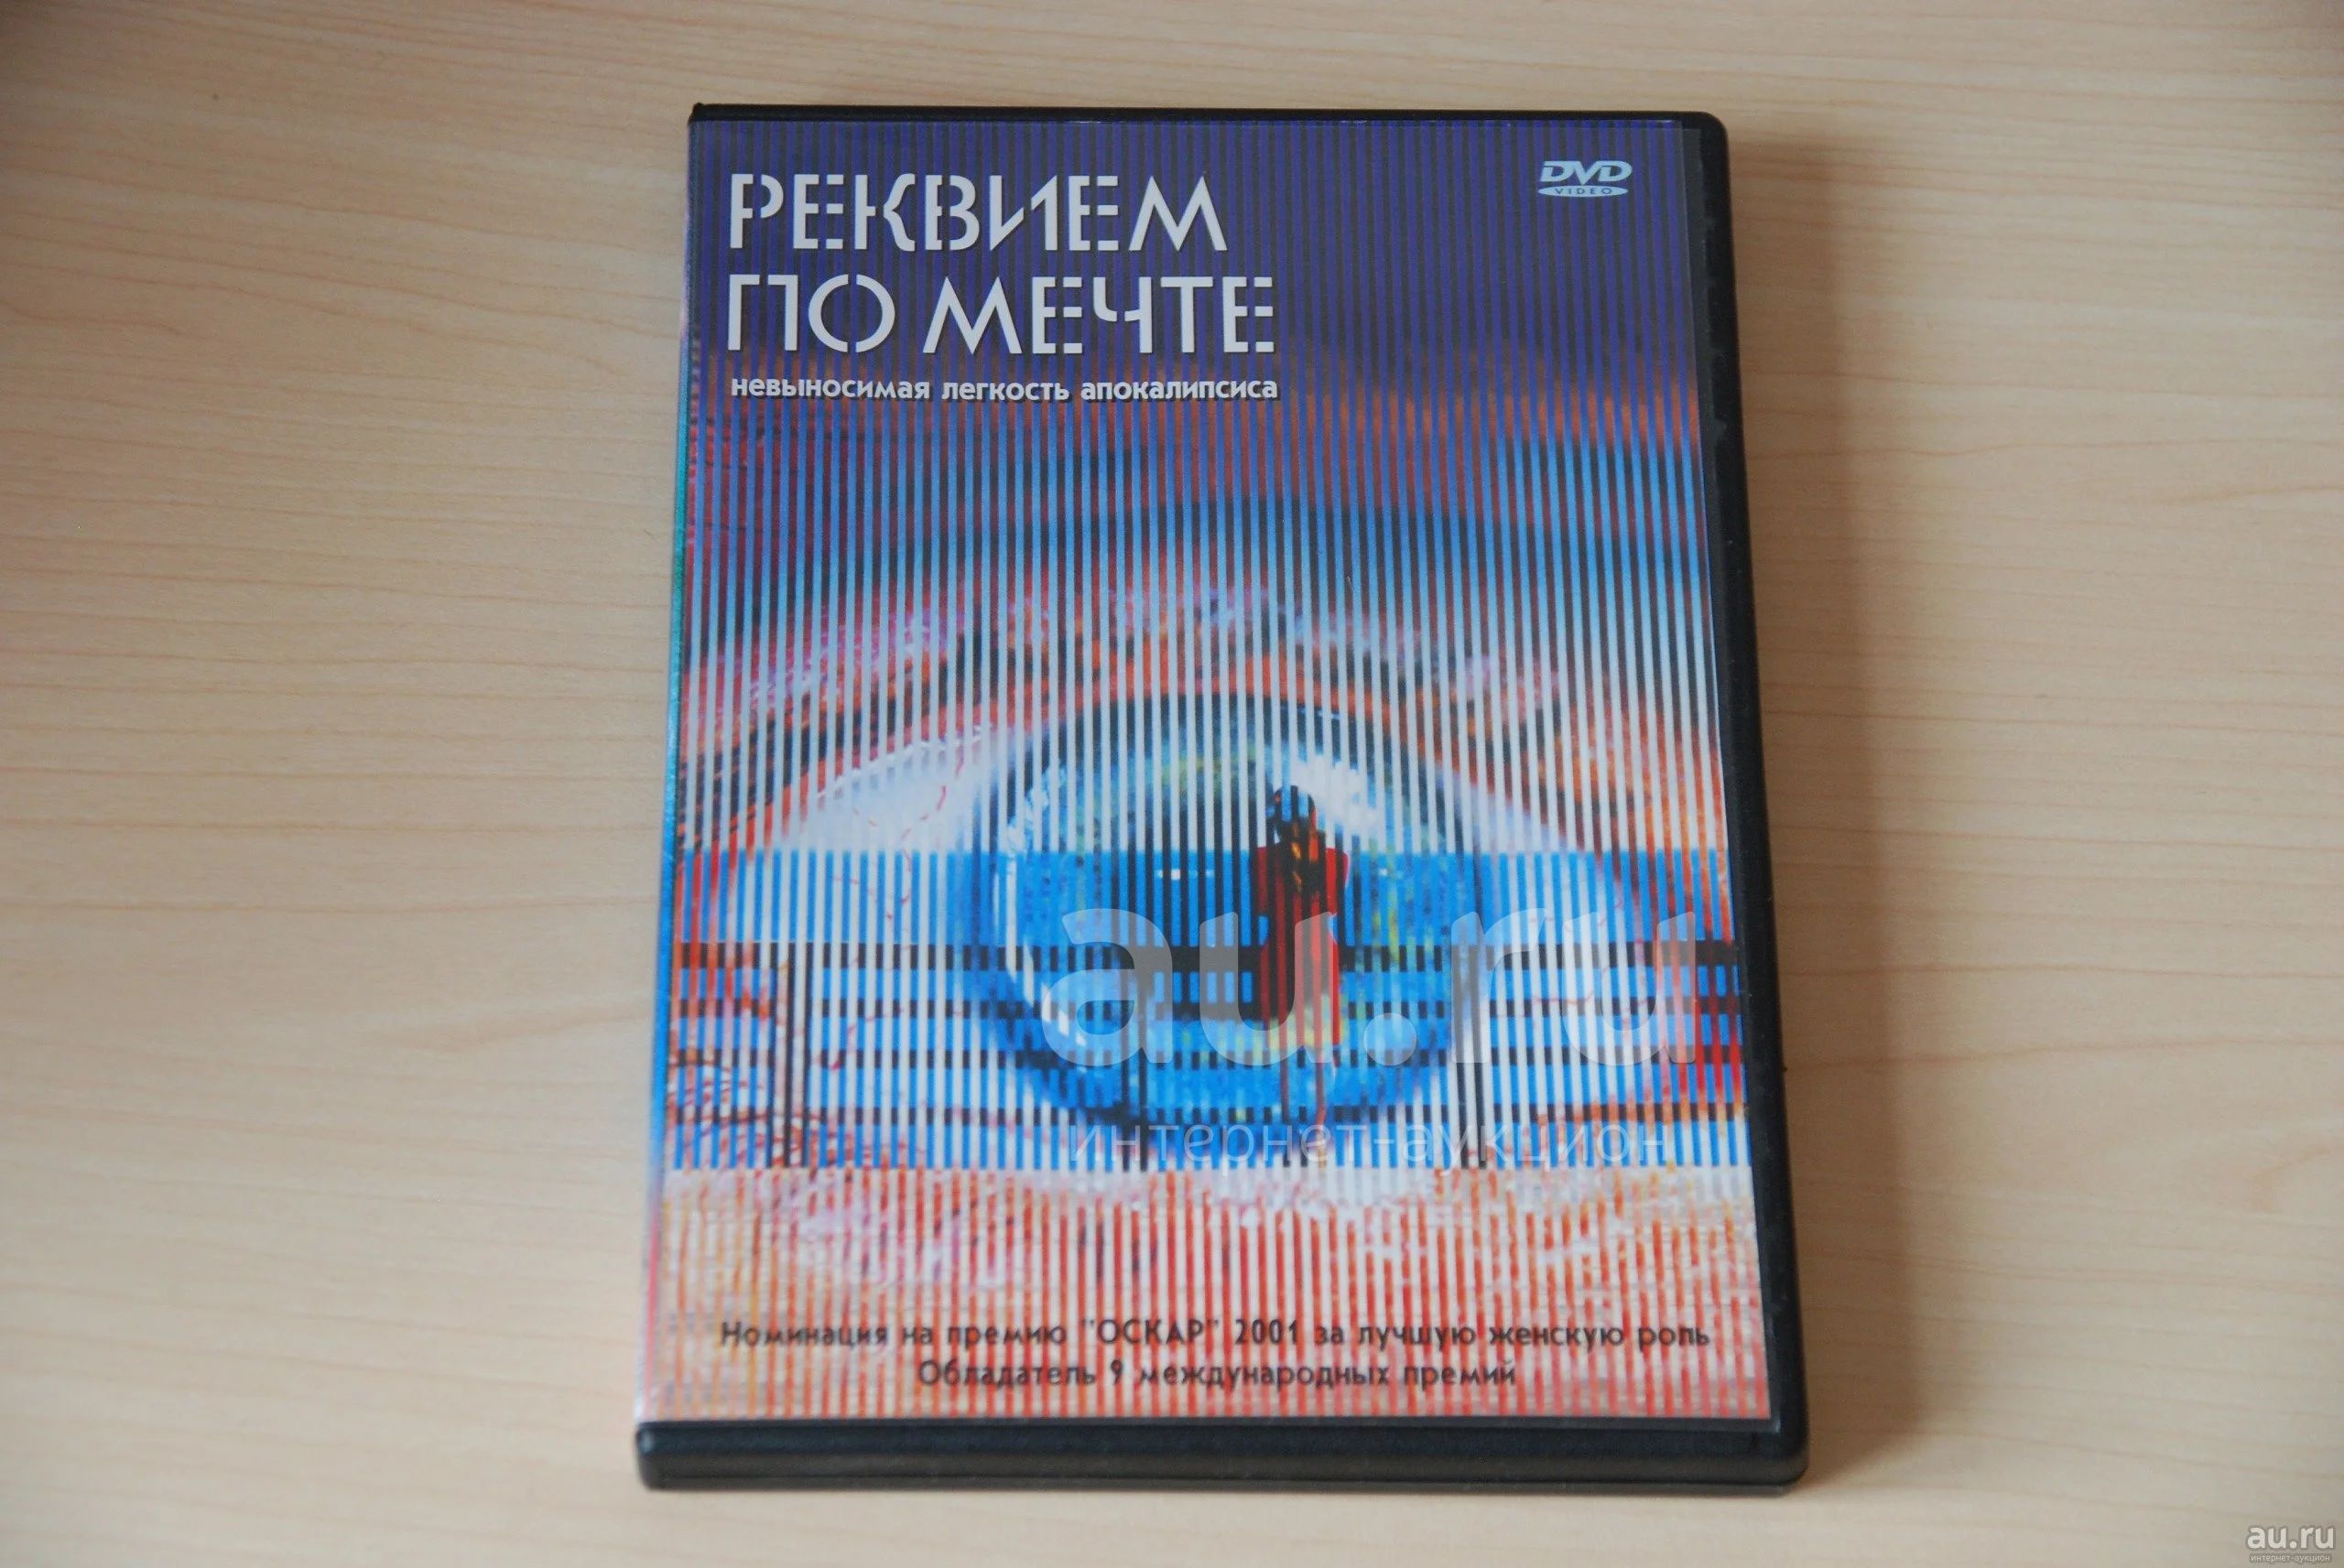 РЕКВИЕМ
ПО МЕЧТЕ
невыносимая легкость апокалипсиса
DVD
VIDEO
au.ru
интернет-аукцион
Номинация на премию "ОСКАР" 2001 за лучшую женскую роль
Обладатель 9 международных премий
au.ru
интернет-аукцион